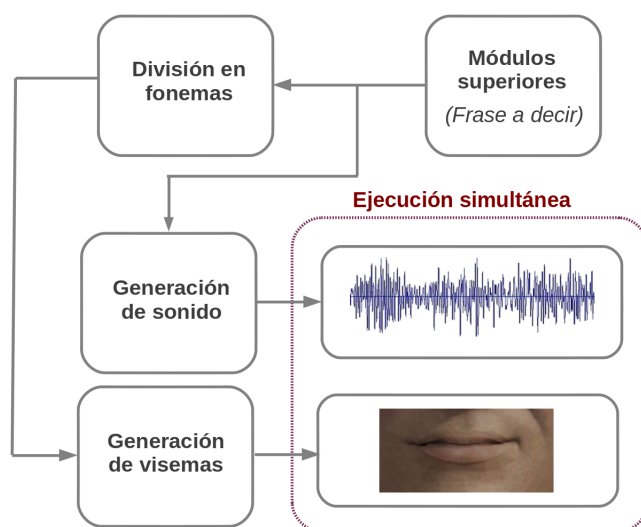 División en
fonemas
Módulos
superiores
(Frase a decir)
Ejecución simultánea
Generación
de sonido
Generación
de visemas